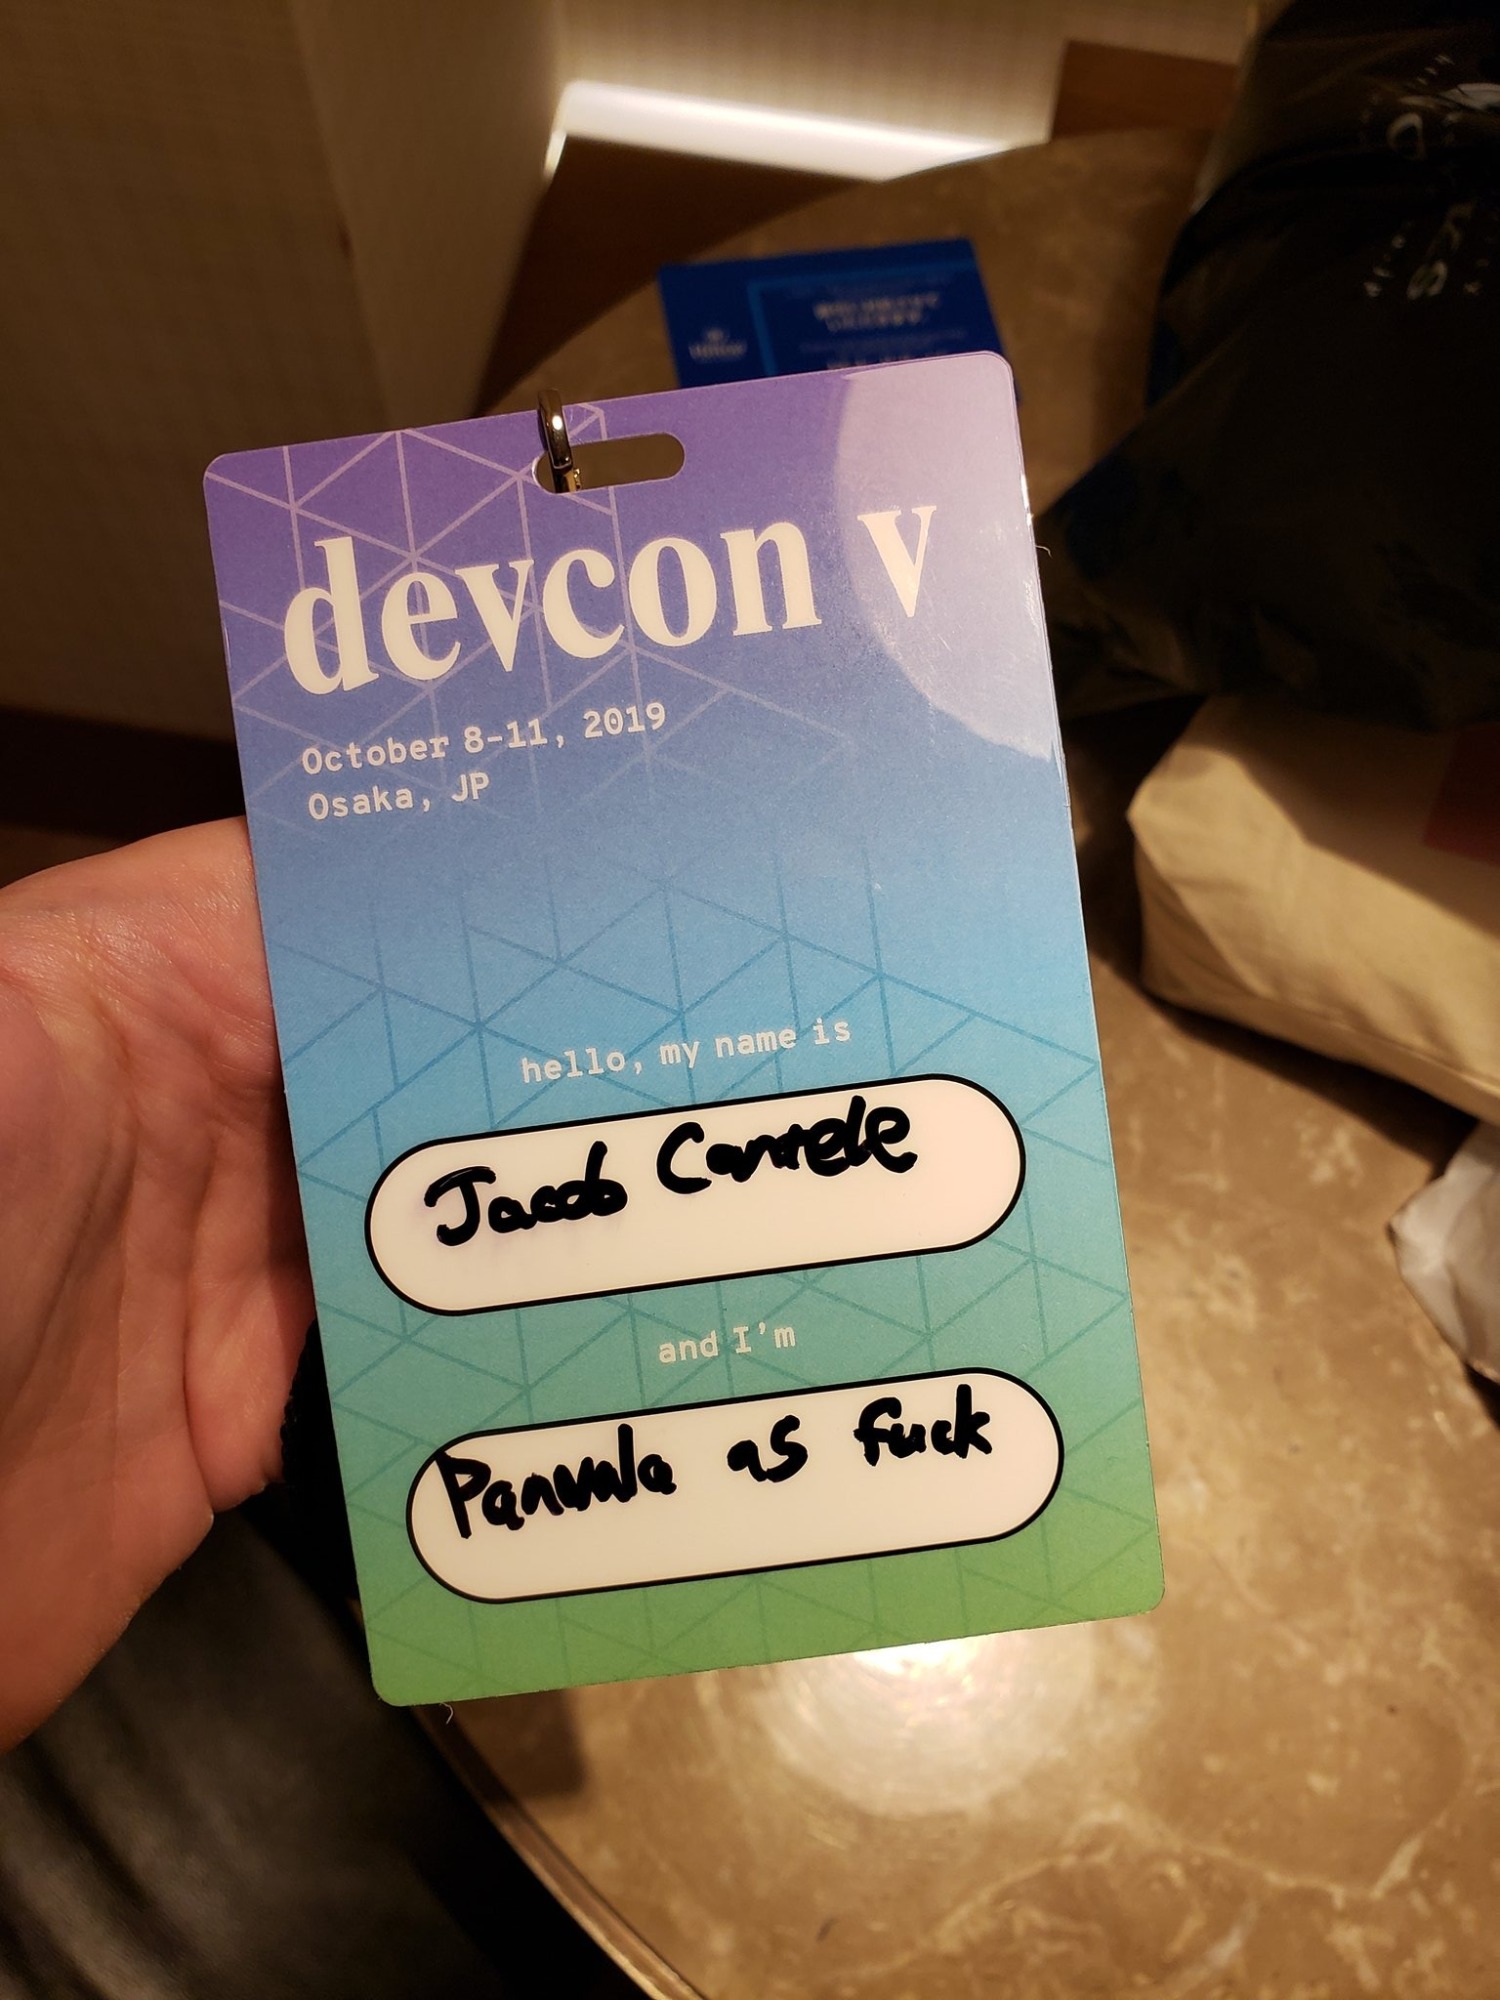 devcon v
October 8-11, 2019
Osaka, JP
hello, my name is
Jacob Cantele
and I'm
Panvala as fuck